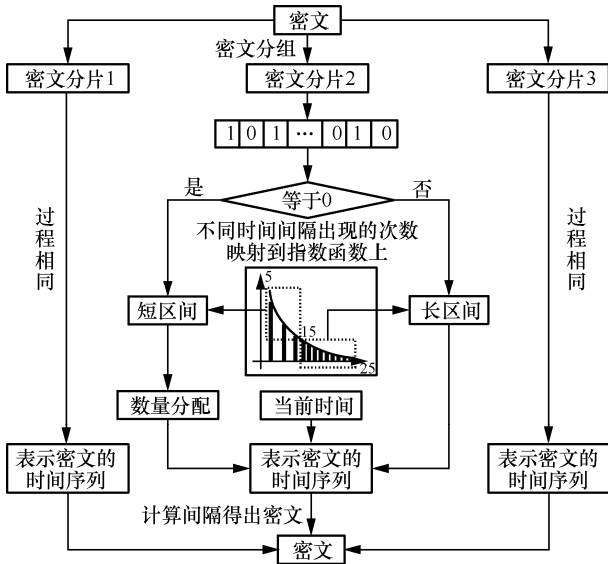 密文
密文分组
密文分片1
密文分片2
密文分片3
1 0 1 … 0 1 0
是
等于0
否
不同时间间隔出现的次数
映射到指数函数上
过程相同
过程相同
5
15
25
短区间
长区间
数量分配
当前时间
表示密文的
时间序列
表示密文的
时间序列
表示密文的
时间序列
计算间隔得出密文
密文